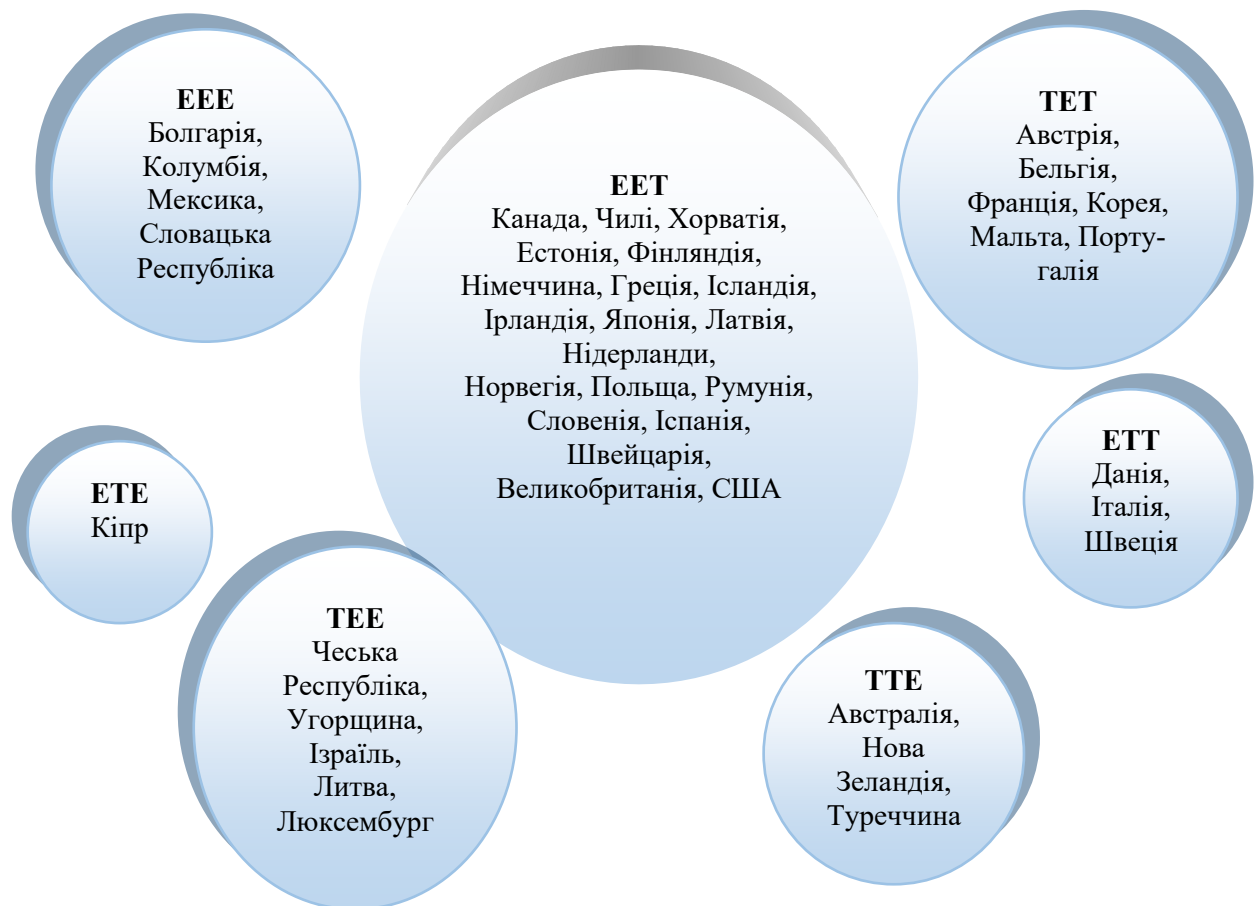 ЕЕЕ
Болгарія,
Колумбія,
Мексика,
Словацька
Республіка
ЕЕТ
Канада, Чилі, Хорватія,
Естонія, Фінляндія,
Німеччина, Греція, Ісландія,
Ірландія, Японія, Латвія,
Нідерланди,
Норвегія, Польща, Румунія,
Словенія, Іспанія,
Швейцарія,
Великобританія, США
ТЕТ
Австрія,
Бельгія,
Франція, Корея,
Мальта, Порту-
галія
ЕТТ
Данія,
Італія,
Швеція
ЕТЕ
Кіпр
ТЕЕ
Чеська
Республіка,
Угорщина,
Ізраїль,
Литва,
Люксембург
ТТЕ
Австралія,
Нова
Зеландія,
Туреччина